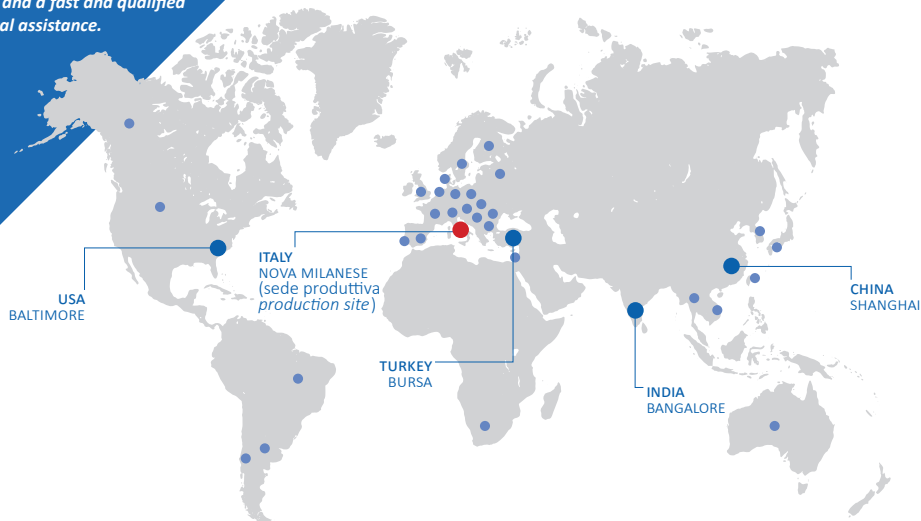 and a fast and qualified
al assistance.
ITALY
NOVA MILANESE
(sede produttiva
production site)
USA
BALTIMORE
CHINA
SHANGHAI
TURKEY
BURSA
INDIA
BANGALORE